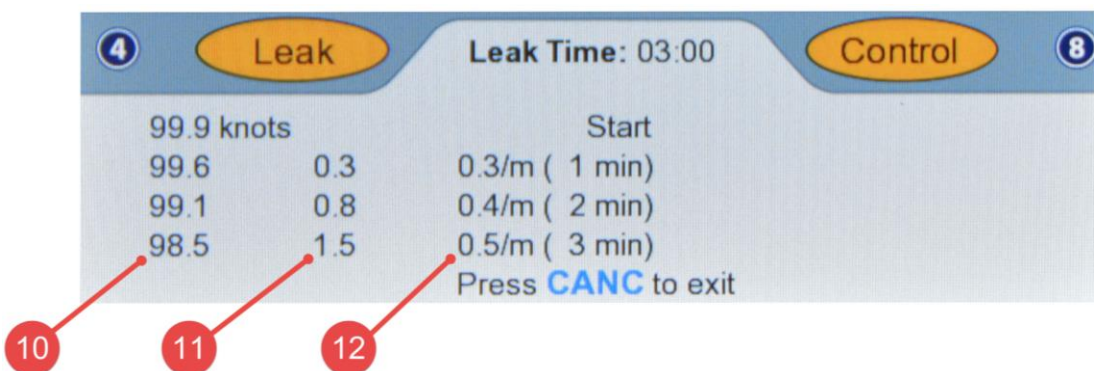 4 Leak Leak Time: 03:00 Control 8
99.9 knots Start
99.6 0.3 0.3/m ( 1 min)
99.1 0.8 0.4/m ( 2 min)
98.5 1.5 0.5/m ( 3 min)
Press CANC to exit
10 11 12